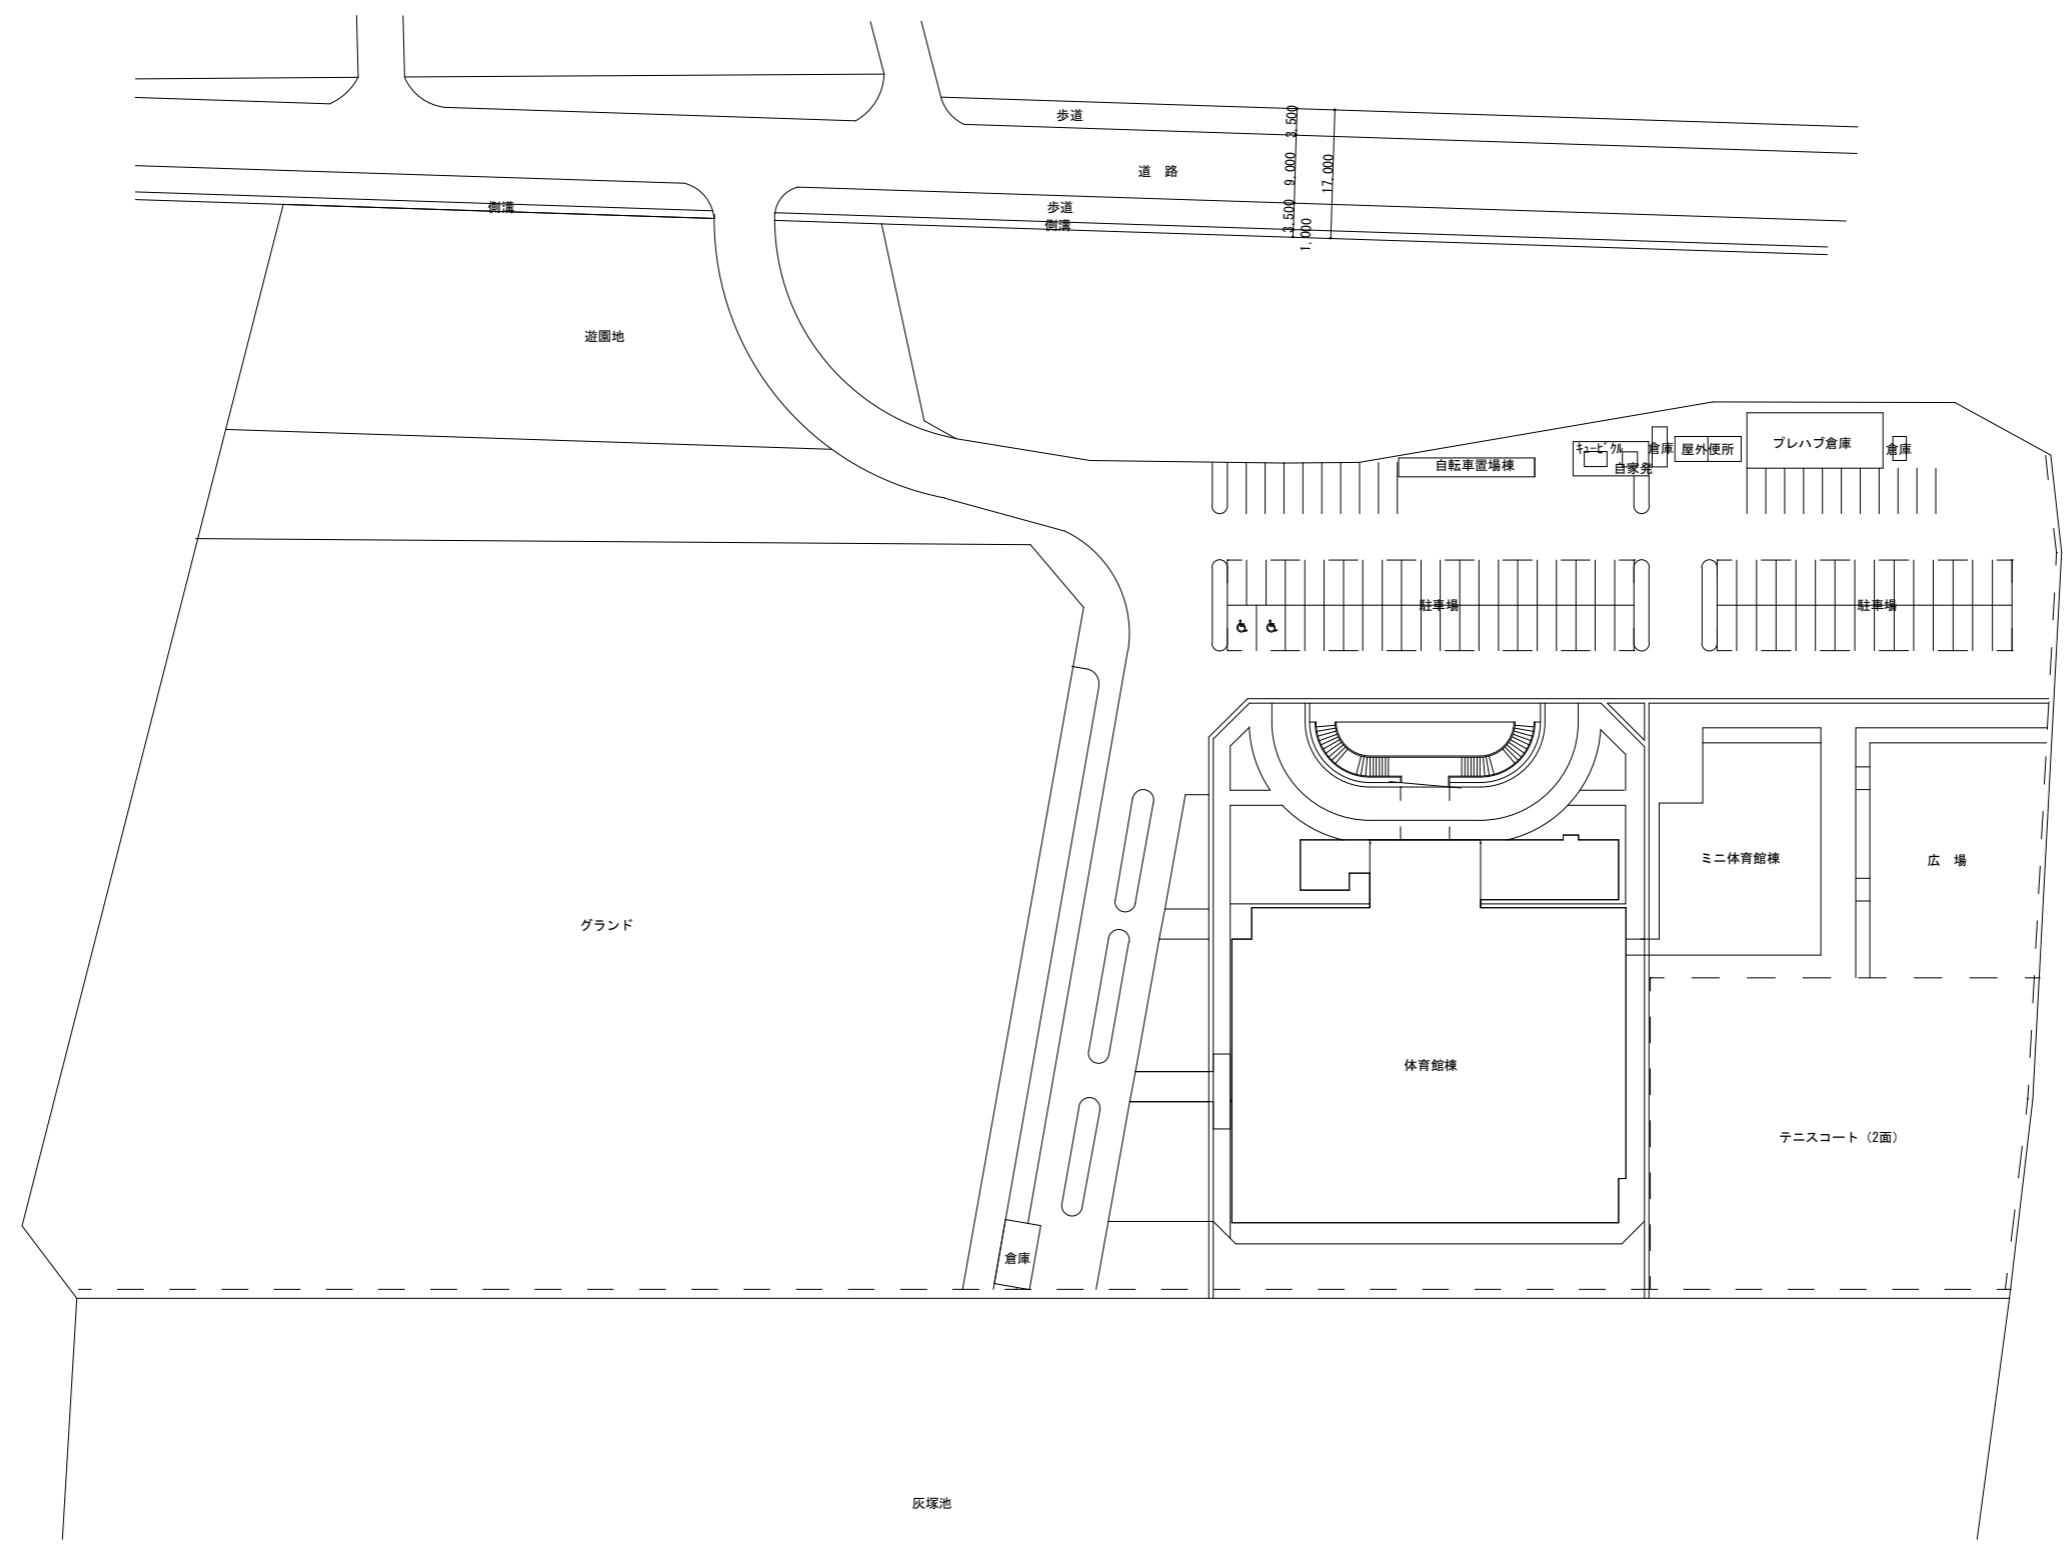 歩道
3,500
道 路
9,000
17,000
側溝
歩道
3,500
側溝
1,000
遊園地
キュービクル
倉庫
屋外便所
プレハブ倉庫
倉庫
自転車置場棟
自家発
駐車場
駐車場
ミニ体育館棟
広 場
グランド
体育館棟
テニスコート（2面）
倉庫
灰塚池